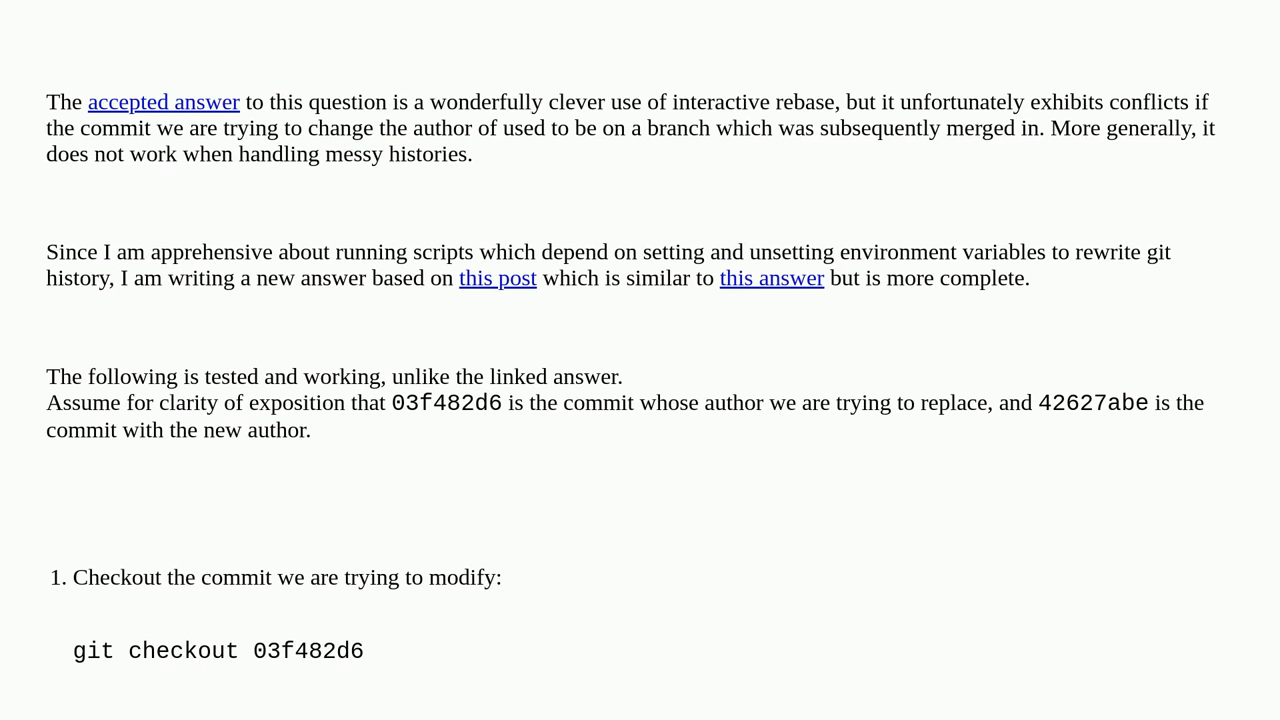 The accepted answer to this question is a wonderfully clever use of interactive rebase, but it unfortunately exhibits conflicts if
the commit we are trying to change the author of used to be on a branch which was subsequently merged in. More generally, it
does not work when handling messy histories.
Since I am apprehensive about running scripts which depend on setting and unsetting environment variables to rewrite git
history, I am writing a new answer based on this post which is similar to this answer but is more complete.
The following is tested and working, unlike the linked answer.
Assume for clarity of exposition that 03f482d6 is the commit whose author we are trying to replace, and 42627abe is the
commit with the new author.
1. Checkout the commit we are trying to modify:
git checkout 03f482d6